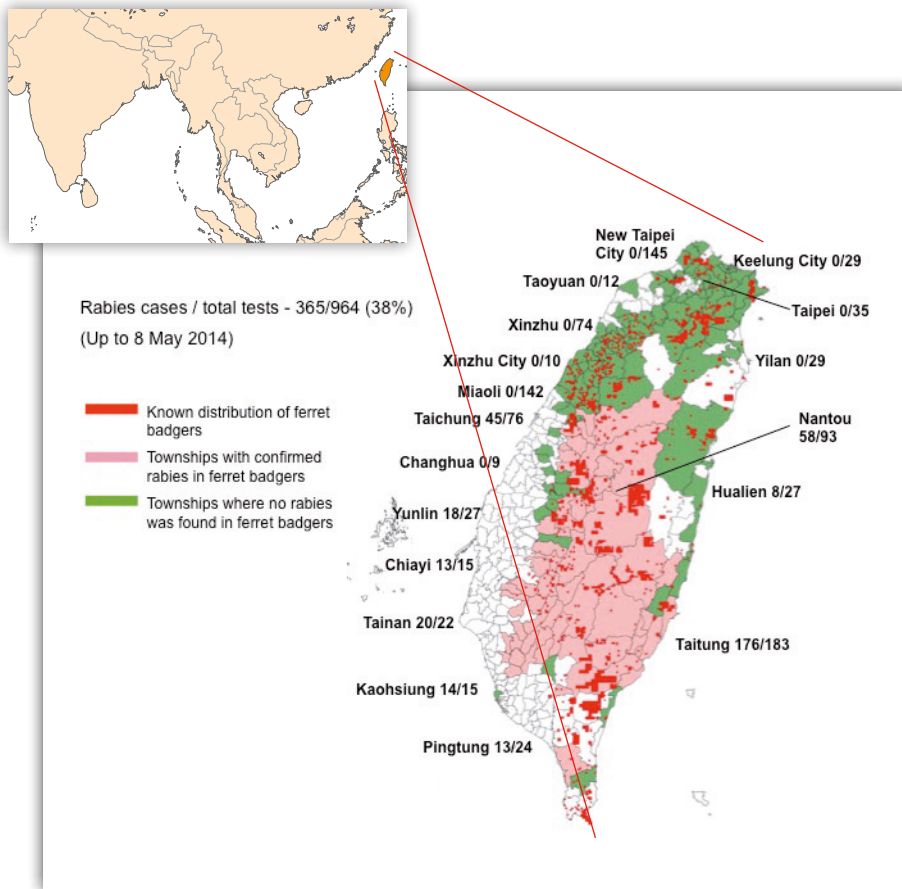 New Taipei
City 0/145
Keelung City 0/29
Taoyuan 0/12
Rabies cases / total tests - 365/964 (38%)
Taipei 0/35
(Up to 8 May 2014)
Xinzhu 0/74
Xinzhu City 0/10
Yilan 0/29
Miaoli 0/142
Known distribution of ferret
badgers
Taichung 45/76
Nantou
58/93
Townships with confirmed
rabies in ferret badgers
Changhua 0/9
Hualien 8/27
Townships where no rabies
was found in ferret badgers
Yunlin 18/27
Chiayi 13/15
Tainan 20/22
Taitung 176/183
Kaohsiung 14/15
Pingtung 13/24